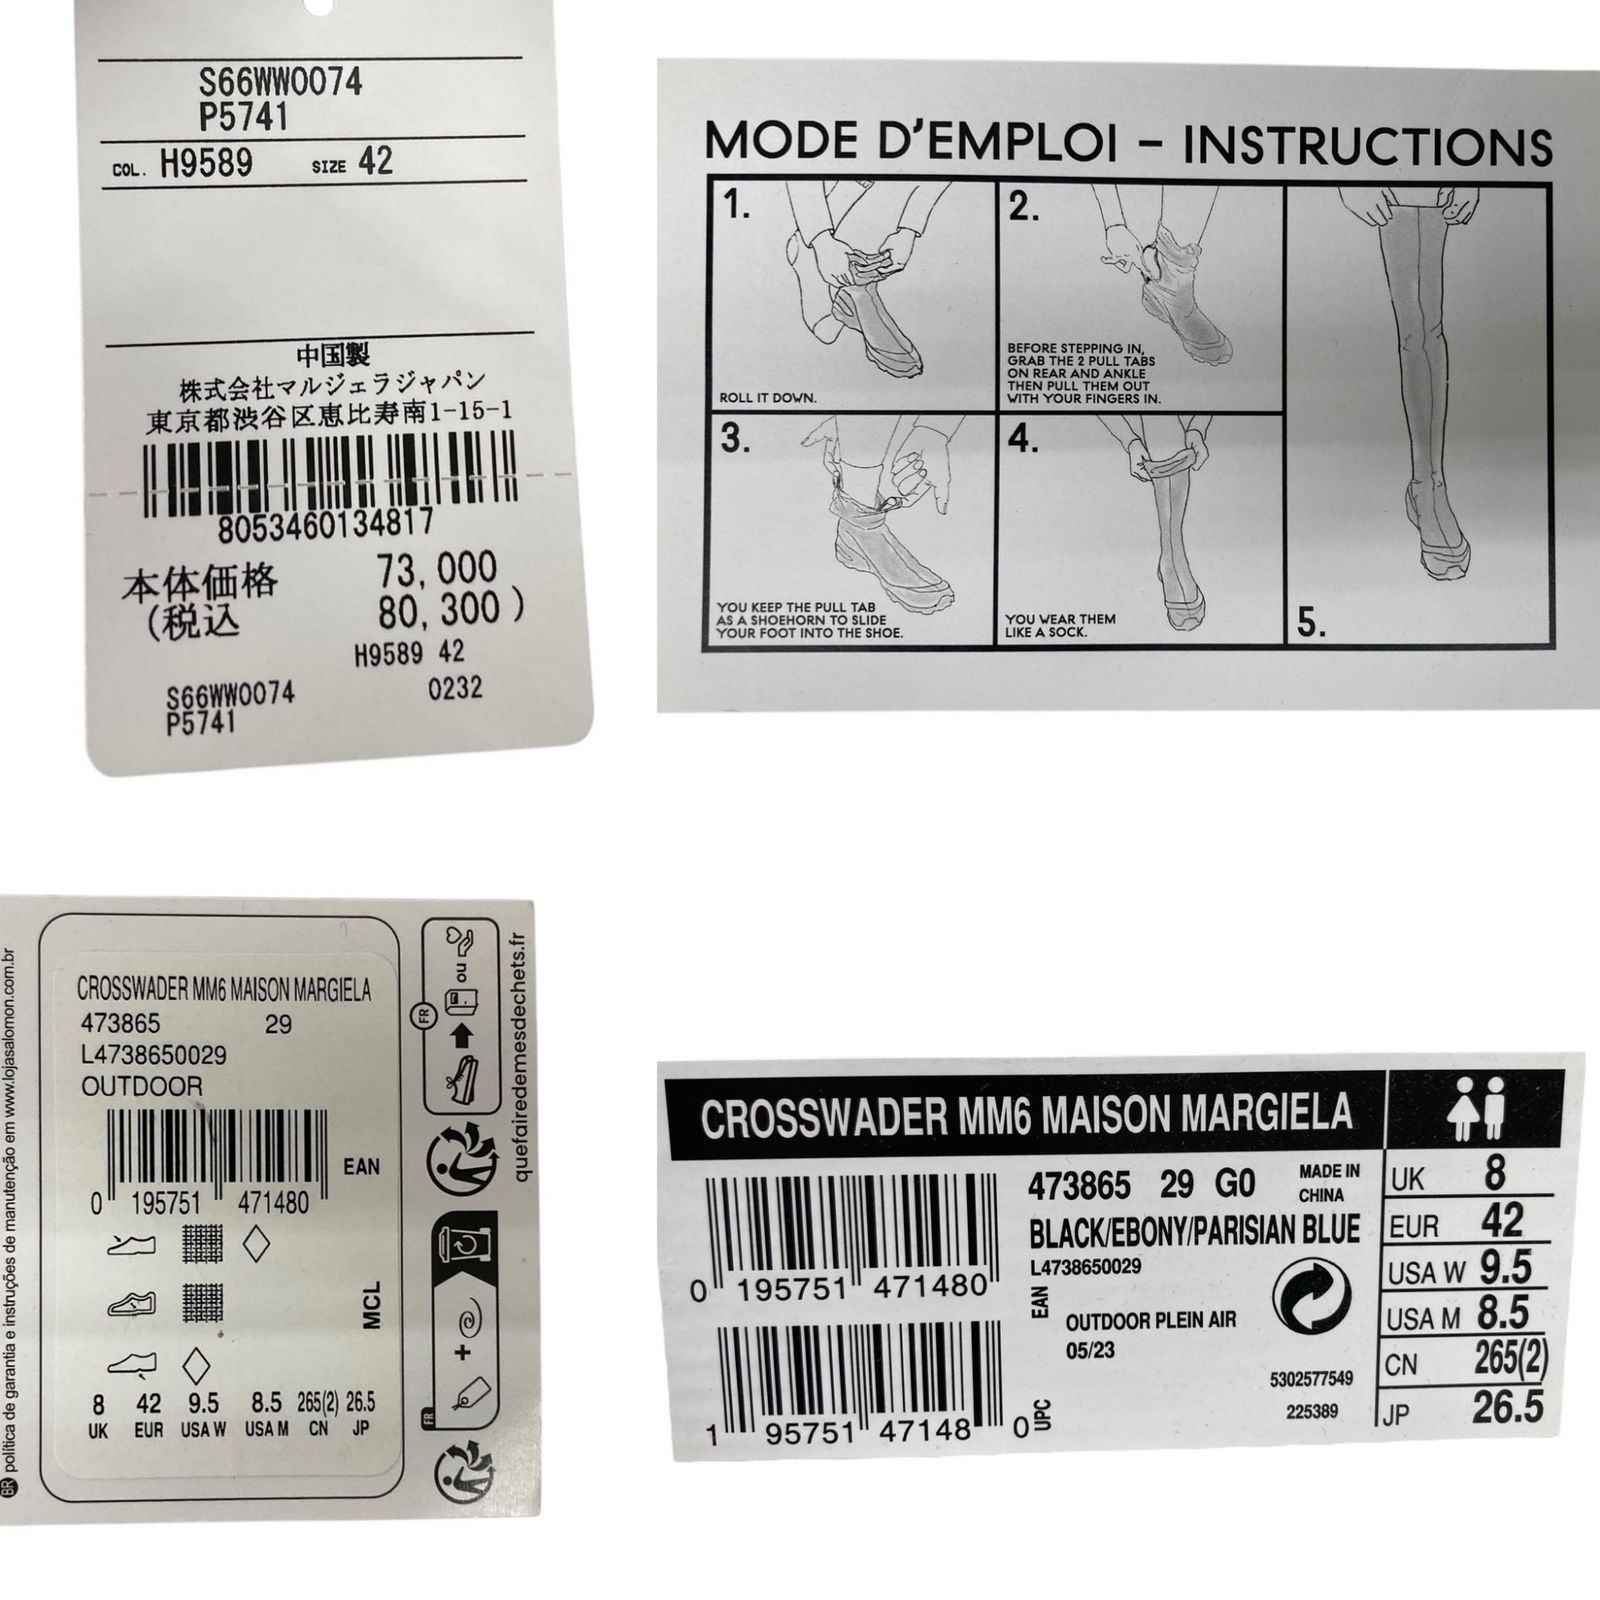 S66WW0074
P5741
COL. H9589 SIZE 42
中国製
株式会社マルジェラジャパン
東京都渋谷区恵比寿南1-15-1
8053460134817
本体価格 73,000
(税込 80,300)
H9589 42
S66WW0074 0232
P5741
MODE D'EMPLOI – INSTRUCTIONS
1.
ROLL IT DOWN.
2.
BEFORE STEPPING IN,
GRAB THE 2 PULL TABS
ON REAR AND ANKLE
THEN PULL THEM OUT
WITH YOUR FINGERS IN.
3.
YOU KEEP THE PULL TAB
AS A SHOEHORN TO SLIDE
YOUR FOOT INTO THE SHOE.
4.
YOU WEAR THEM
LIKE A SOCK.
5.
BR política de garantia e instruções de manutenção em www.lojasalomon.com.br
CROSSWADER MM6 MAISON MARGIELA
473865 29
L4738650029
OUTDOOR
EAN
0 195751 471480
MCL
8 42 9.5 8.5 265(2) 26.5
UK EUR USA W USA M CN JP
FR
ou
FR
quefairedemesdechets.fr
CROSSWADER MM6 MAISON MARGIELA
0 195751 471480
EAN
1 95751 47148 0
UPC
473865 29 G0
MADE IN
CHINA
BLACK/EBONY/PARISIAN BLUE
L4738650029
OUTDOOR PLEIN AIR
05/23
5302577549
225389
UK 8
EUR 42
USA W 9.5
USA M 8.5
CN 265(2)
JP 26.5